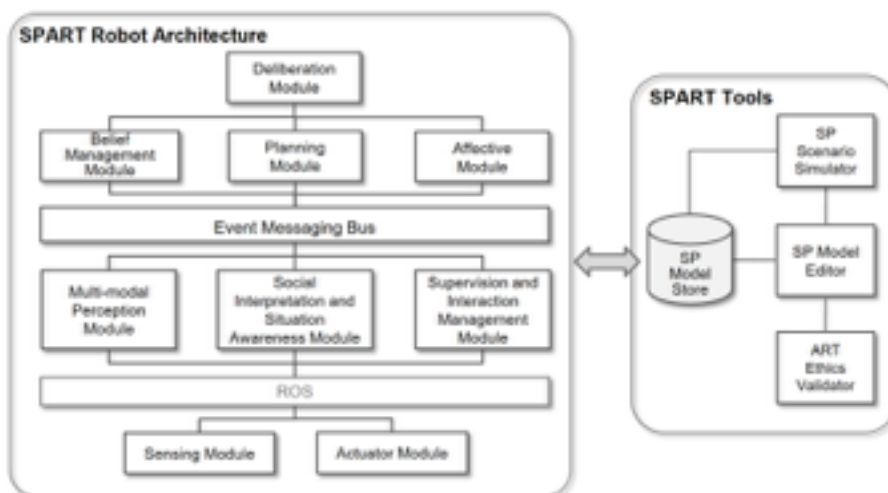 SPART Robot Architecture
Deliberation
Module
Belief
Management
Module
Planning
Module
Affective
Module
Event Messaging Bus
Multi-modal
Perception
Module
Social
Interpretation and
Situation
Awareness Module
Supervision and
Interaction
Management
Module
ROS
Sensing Module
Actuator Module
SPART Tools
SP
Scenario
Simulator
SP
Model
Store
SP Model
Editor
ART
Ethics
Validator